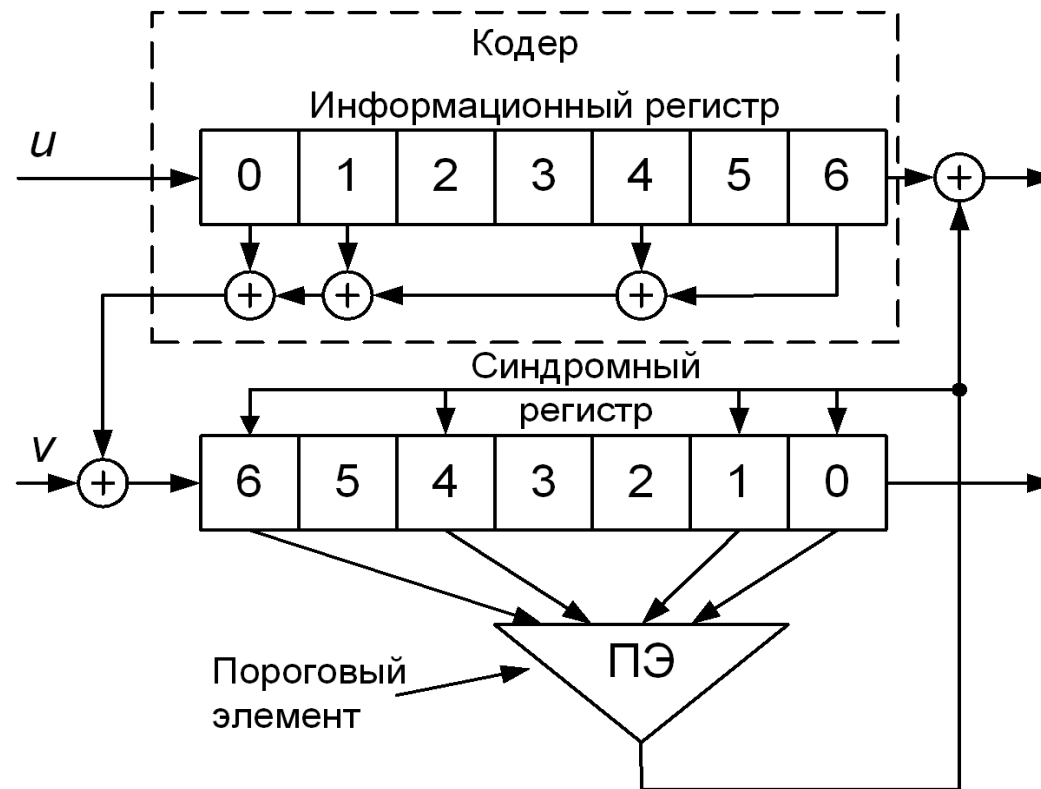 Кодер
Информационный регистр
u
0 1 2 3 4 5 6
+
+ + +
Синдромный
регистр
v
+
6 5 4 3 2 1 0
ПЭ
Пороговый
элемент